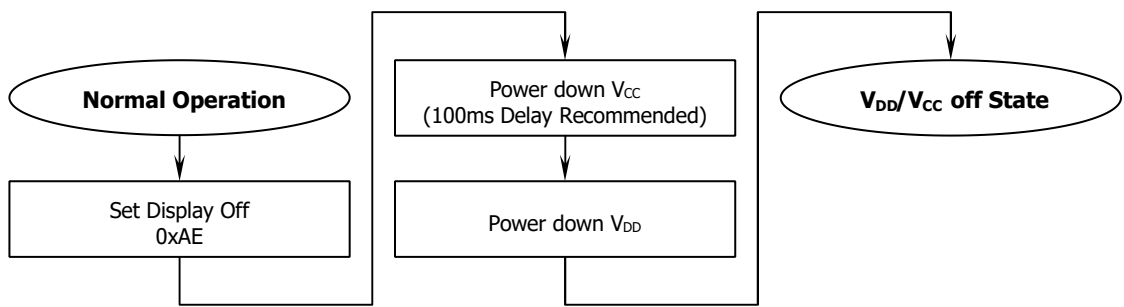 Normal Operation
Set Display Off
0xAE
Power down VCC
(100ms Delay Recommended)
Power down VDD
VDD/VCC off State